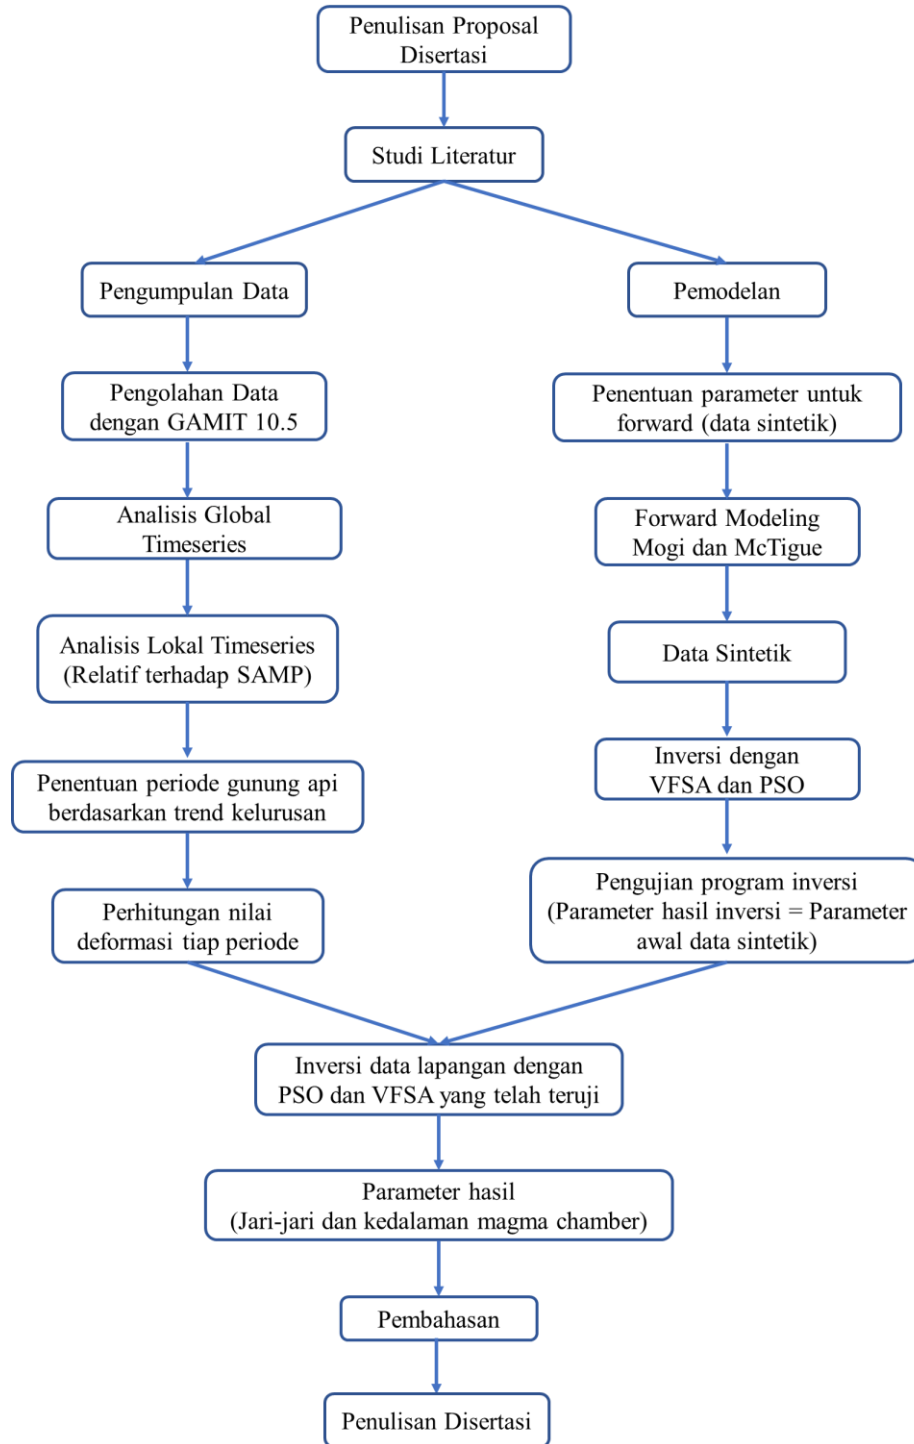 Penulisan Proposal
Disertasi
Studi Literatur
Pengumpulan Data
Pengolahan Data
dengan GAMIT 10.5
Analisis Global
Timeseries
Analisis Lokal Timeseries
(Relatif terhadap SAMP)
Penentuan periode gunung api
berdasarkan trend kelurusan
Perhitungan nilai
deformasi tiap periode
Pemodelan
Penentuan parameter untuk
forward (data sintetik)
Forward Modeling
Mogi dan McTigue
Data Sintetik
Inversi dengan
VFSA dan PSO
Pengujian program inversi
(Parameter hasil inversi = Parameter
awal data sintetik)
Inversi data lapangan dengan
PSO dan VFSA yang telah teruji
Parameter hasil
(Jari-jari dan kedalaman magma chamber)
Pembahasan
Penulisan Disertasi